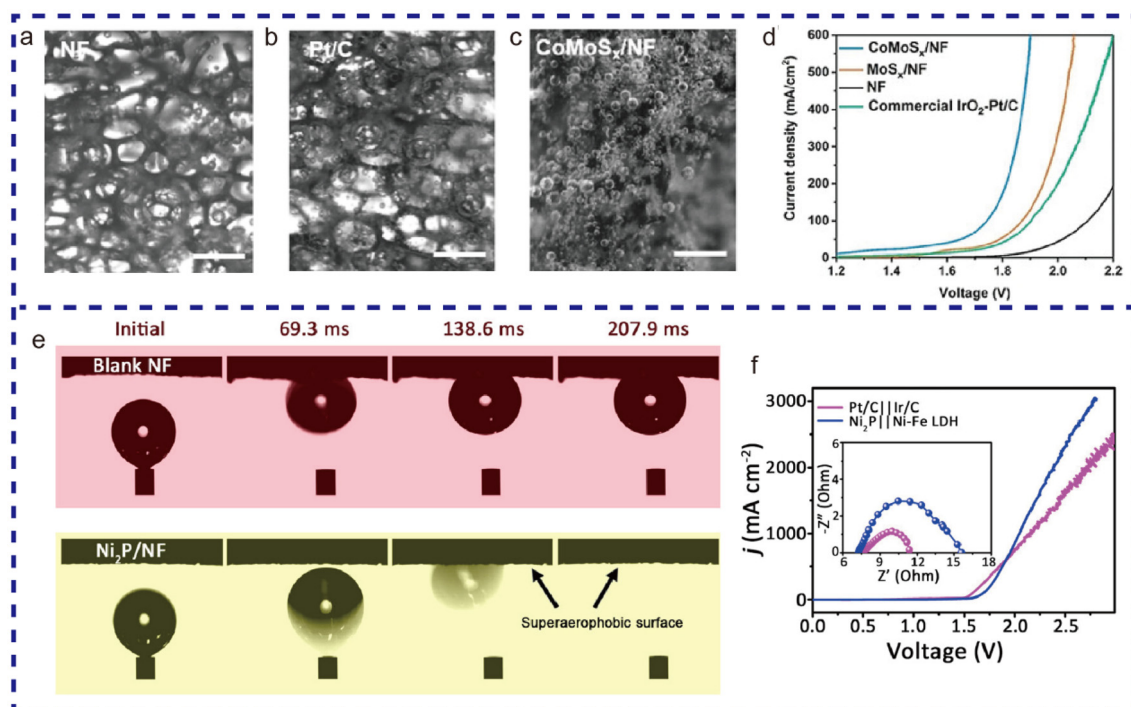 a
NF
b
Pt/C
c
CoMoSₓ/NF
d
CoMoSₓ/NF
MoSₓ/NF
NF
Commercial IrO₂-Pt/C
Current density (mA/cm²)
600
500
400
300
200
100
0
1.2 1.4 1.6 1.8 2.0 2.2
Voltage (V)
e
Initial 69.3 ms 138.6 ms 207.9 ms
Blank NF
Ni₂P/NF
Superaerophobic surface
f
Pt/C||Ir/C
Ni₂P||Ni-Fe LDH
j (mA cm⁻²)
3000
2000
1000
0
0.0 0.5 1.0 1.5 2.0 2.5
Voltage (V)
-Z″ (Ohm)
6
4
2
0
6 9 12 15 18
Z′ (Ohm)